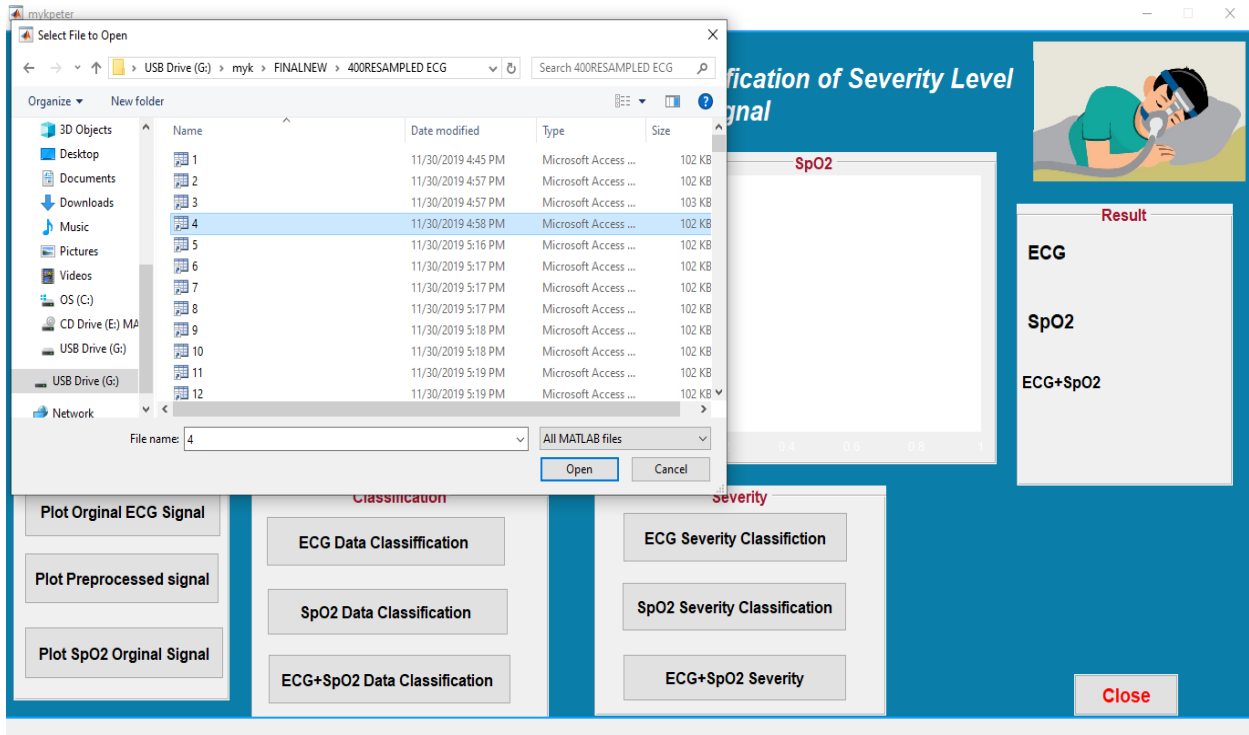 mykpeter
Select File to Open
USB Drive (G:) > myk > FINALNEW > 400RESAMPLED ECG
Search 400RESAMPLED ECG
Organize
New folder
3D Objects
Desktop
Documents
Downloads
Music
Pictures
Videos
OS (C:)
CD Drive (E:) MA
USB Drive (G:)
USB Drive (G:)
Network
Name Date modified Type Size
1 11/30/2019 4:45 PM Microsoft Access ... 102 KB
2 11/30/2019 4:57 PM Microsoft Access ... 102 KB
3 11/30/2019 4:57 PM Microsoft Access ... 103 KB
4 11/30/2019 4:58 PM Microsoft Access ... 102 KB
5 11/30/2019 5:16 PM Microsoft Access ... 102 KB
6 11/30/2019 5:17 PM Microsoft Access ... 102 KB
7 11/30/2019 5:17 PM Microsoft Access ... 102 KB
8 11/30/2019 5:17 PM Microsoft Access ... 102 KB
9 11/30/2019 5:18 PM Microsoft Access ... 102 KB
10 11/30/2019 5:18 PM Microsoft Access ... 102 KB
11 11/30/2019 5:19 PM Microsoft Access ... 102 KB
12 11/30/2019 5:19 PM Microsoft Access ... 102 KB
File name: 4
All MATLAB files
Open
Cancel
fication of Severity Level
gnal
SpO2
0.4 0.6 0.8 1
Result
ECG
SpO2
ECG+SpO2
Plot Orginal ECG Signal
Plot Preprocessed signal
Plot SpO2 Orginal Signal
Classification
ECG Data Classiffication
SpO2 Data Classification
ECG+SpO2 Data Classification
Severity
ECG Severity Classifiction
SpO2 Severity Classification
ECG+SpO2 Severity
Close